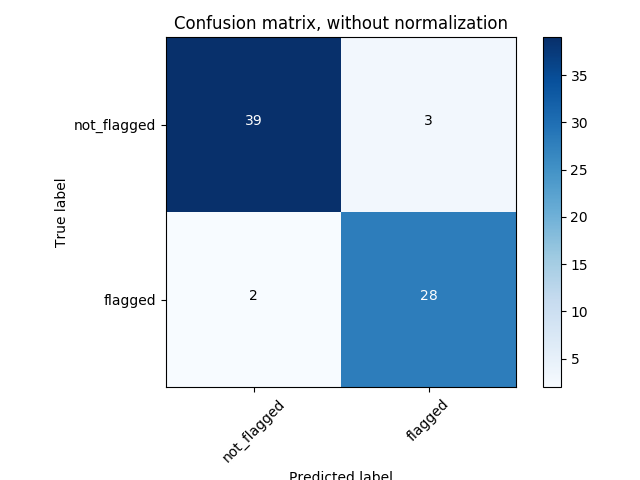 Confusion matrix, without normalization
not_flagged
39
3
True label
flagged
2
28
not_flagged
flagged
Predicted label
35
30
25
20
15
10
5